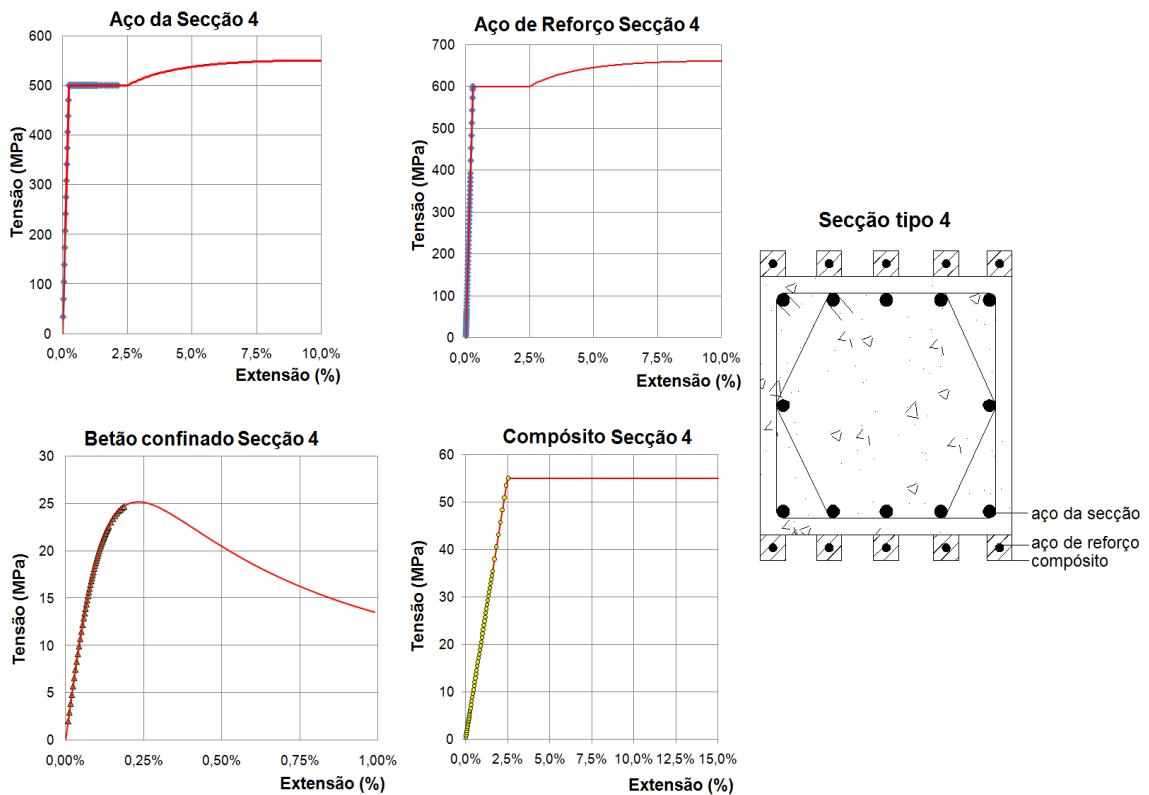 Aço da Secção 4
600
500
400
300
200
100
0
Tensão (MPa)
0,0% 2,5% 5,0% 7,5% 10,0%
Extensão (%)
Aço de Reforço Secção 4
700
600
500
400
300
200
100
0
Tensão (MPa)
0,0% 2,5% 5,0% 7,5% 10,0%
Extensão (%)
Betão confinado Secção 4
30
25
20
15
10
5
0
Tensão (MPa)
0,00% 0,25% 0,50% 0,75% 1,00%
Extensão (%)
Compósito Secção 4
60
50
40
30
20
10
0
Tensão (MPa)
0,0% 2,5% 5,0% 7,5% 10,0% 12,5% 15,0%
Extensão (%)
Secção tipo 4
aço da secção
aço de reforço
compósito